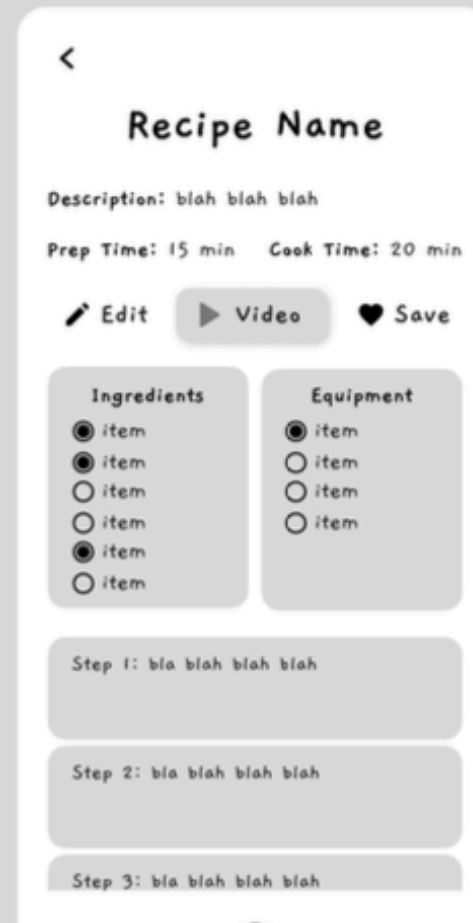 Recipe Name
Description: blah blah blah
Prep Time: 15 min Cook Time: 20 min
Edit Video Save
Ingredients
item
item
item
item
item
item
Equipment
item
item
item
item
Step 1: bla blah blah blah
Step 2: bla blah blah blah
Step 3: bla blah blah blah